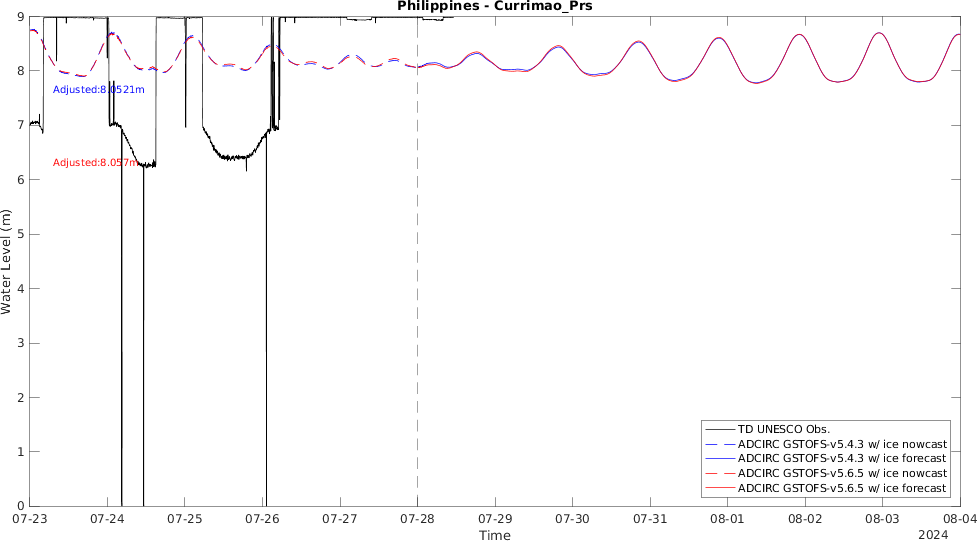 Philippines - Currimao_Prs
9
8
7
6
5
4
3
2
1
0
Water Level (m)
Adjusted:8.0521m
Adjusted:8.057m
TD UNESCO Obs.
ADCIRC GSTOFS-v5.4.3 w/ ice nowcast
ADCIRC GSTOFS-v5.4.3 w/ ice forecast
ADCIRC GSTOFS-v5.6.5 w/ ice nowcast
ADCIRC GSTOFS-v5.6.5 w/ ice forecast
07-23 07-24 07-25 07-26 07-27 07-28 07-29 07-30 07-31 08-01 08-02 08-03 08-04
Time
2024